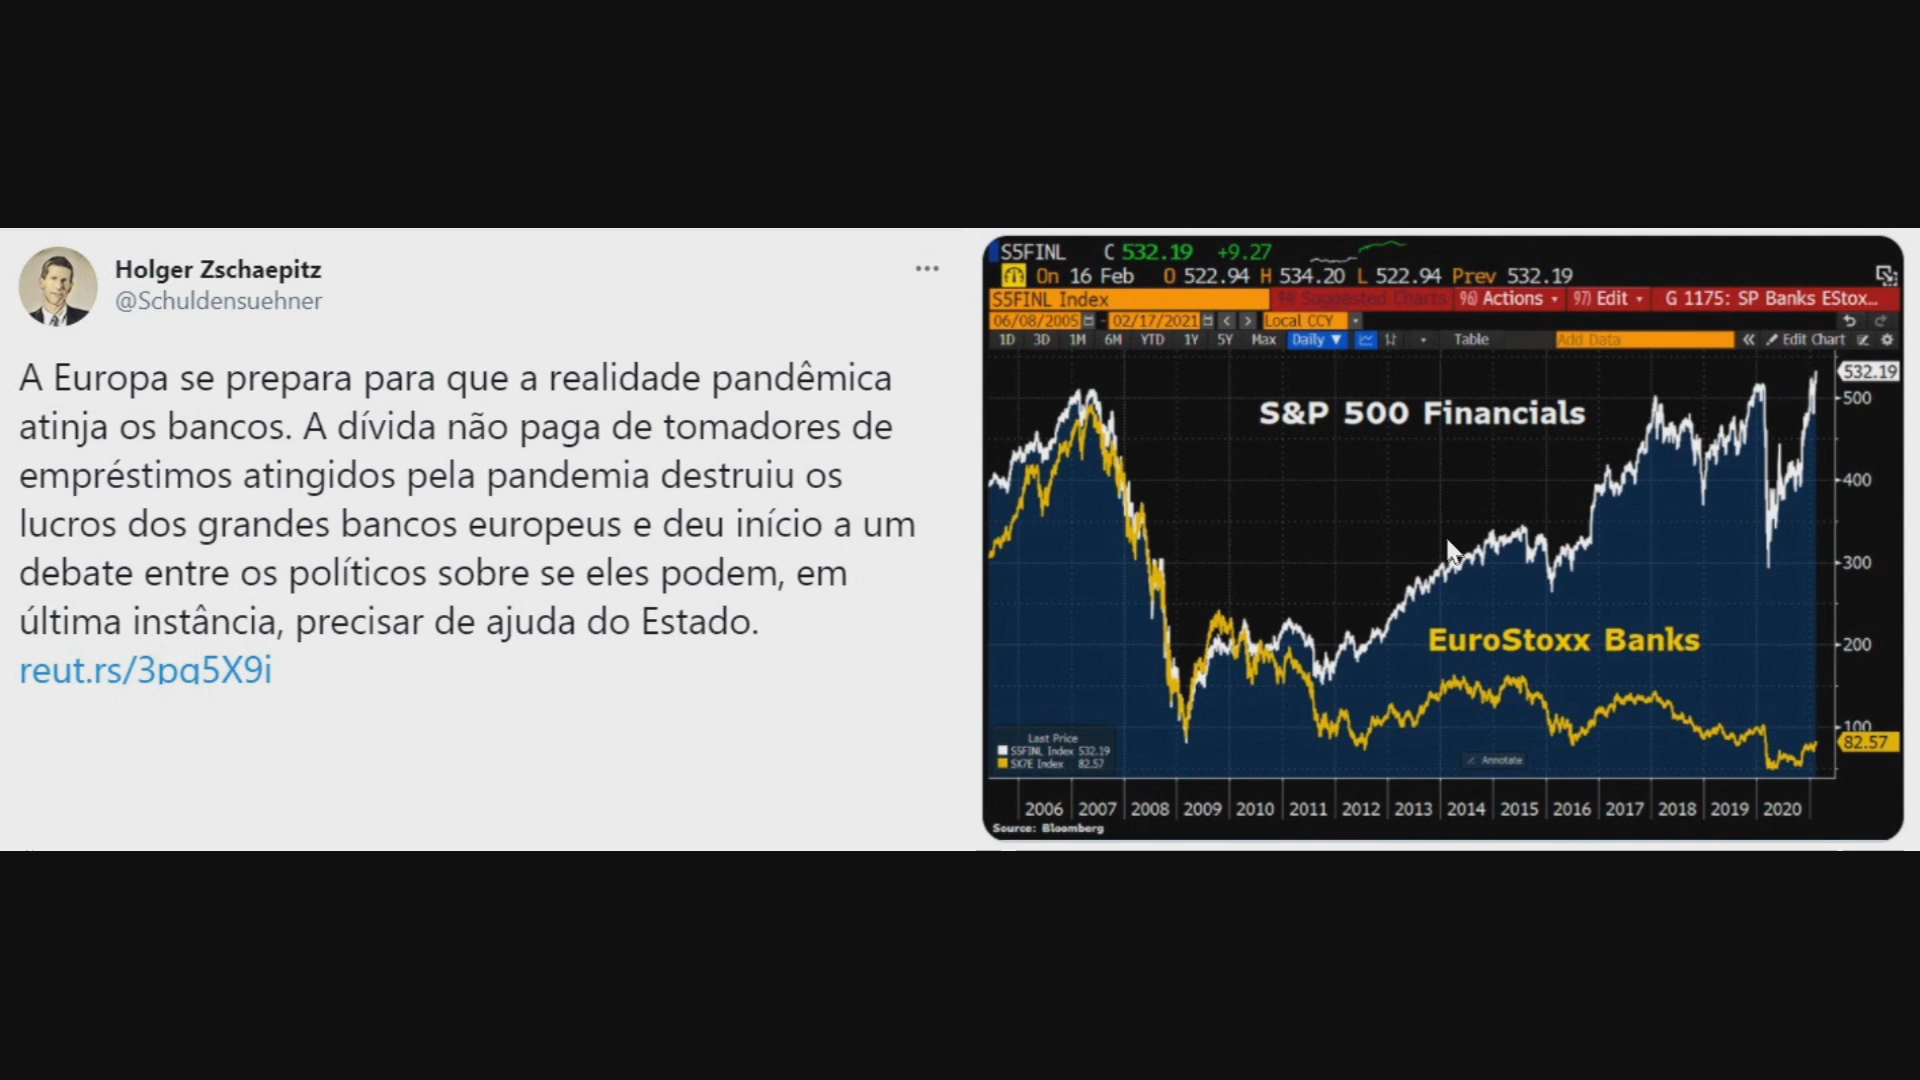 Holger Zschaepitz
@Schuldensuehner
A Europa se prepara para que a realidade pandêmica
atinja os bancos. A dívida não paga de tomadores de
empréstimos atingidos pela pandemia destruiu os
lucros dos grandes bancos europeus e deu início a um
debate entre os políticos sobre se eles podem, em
última instância, precisar de ajuda do Estado.
reut.rs/3pq5X9i
S5FINL C 532.19 +9.27
On 16 Feb O 522.94 H 534.20 L 522.94 Prev 532.19
S5FINL Index 94) Suggested Charts 96) Actions 97) Edit G 1175: SP Banks EStox...
06/08/2005 - 02/17/2021 Local CCY
1D 3D 1M 6M YTD 1Y 5Y Max Daily Table Add Data Edit Chart
532.19
500
S&P 500 Financials
400
300
EuroStoxx Banks
200
100
82.57
Last Price
S5FINL Index 532.19
SX7E Index 82.57
Annotate
2006 2007 2008 2009 2010 2011 2012 2013 2014 2015 2016 2017 2018 2019 2020
Source: Bloomberg